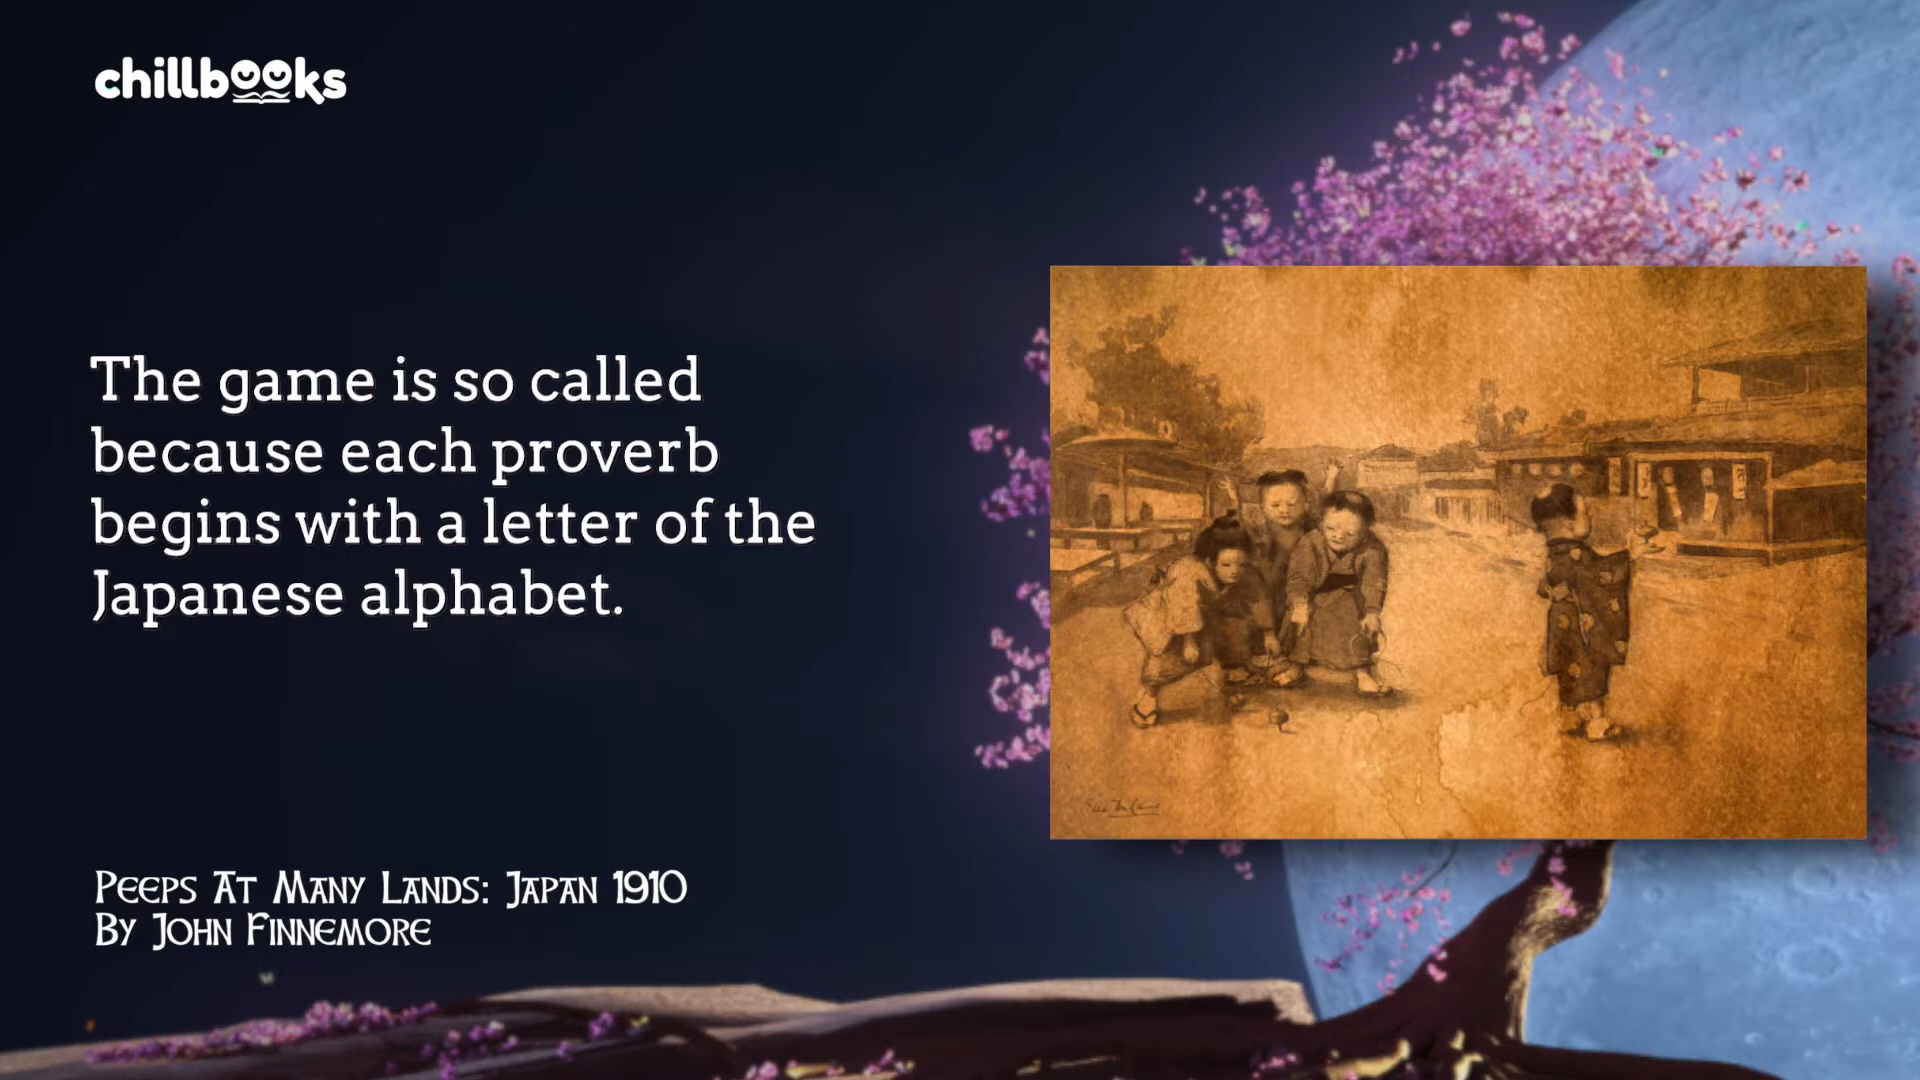 chillbooks
The game is so called
because each proverb
begins with a letter of the
Japanese alphabet.
Peeps At Many Lands: Japan 1910
By John Finnemore